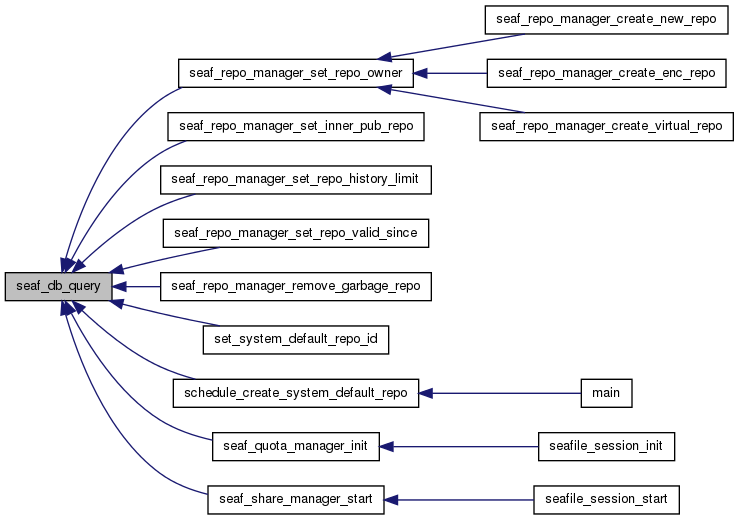 seaf_repo_manager_create_new_repo
seaf_repo_manager_set_repo_owner
seaf_repo_manager_create_enc_repo
seaf_repo_manager_set_inner_pub_repo
seaf_repo_manager_create_virtual_repo
seaf_repo_manager_set_repo_history_limit
seaf_repo_manager_set_repo_valid_since
seaf_db_query
seaf_repo_manager_remove_garbage_repo
set_system_default_repo_id
schedule_create_system_default_repo
main
seaf_quota_manager_init
seafile_session_init
seaf_share_manager_start
seafile_session_start